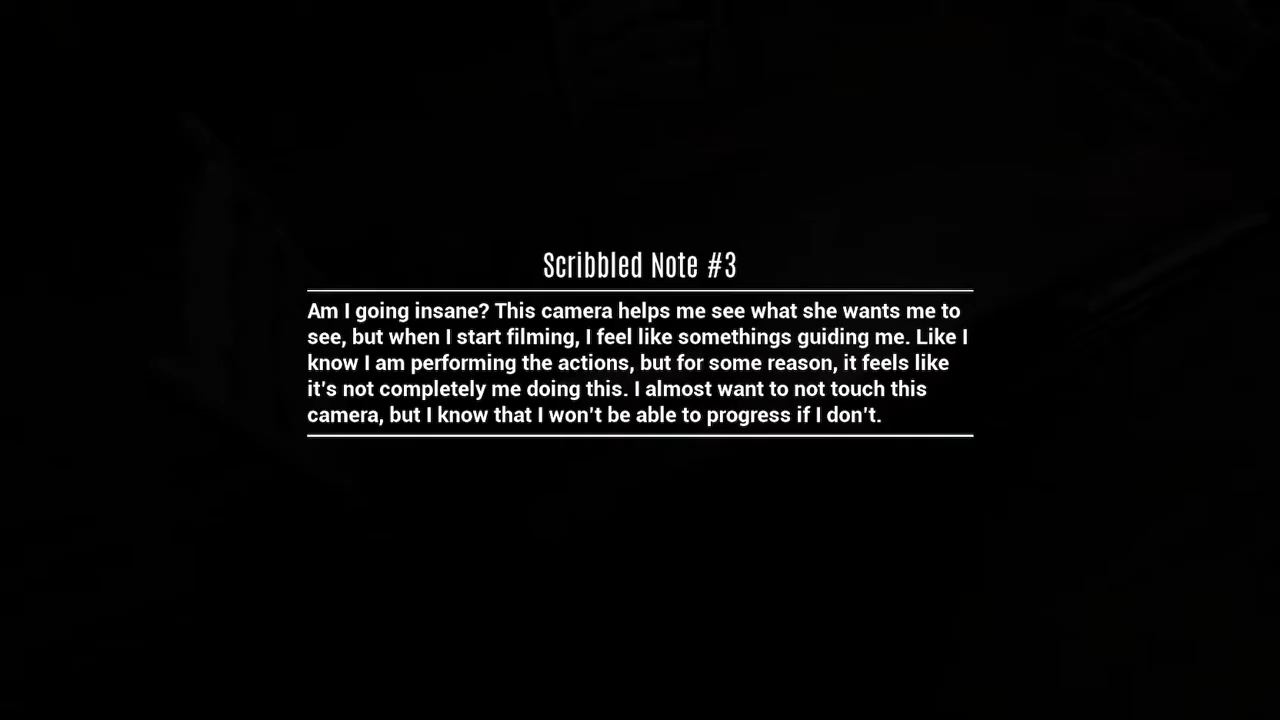 Scribbled Note #3
Am I going insane? This camera helps me see what she wants me to
see, but when I start filming, I feel like somethings guiding me. Like I
know I am performing the actions, but for some reason, it feels like
it's not completely me doing this. I almost want to not touch this
camera, but I know that I won't be able to progress if I don't.